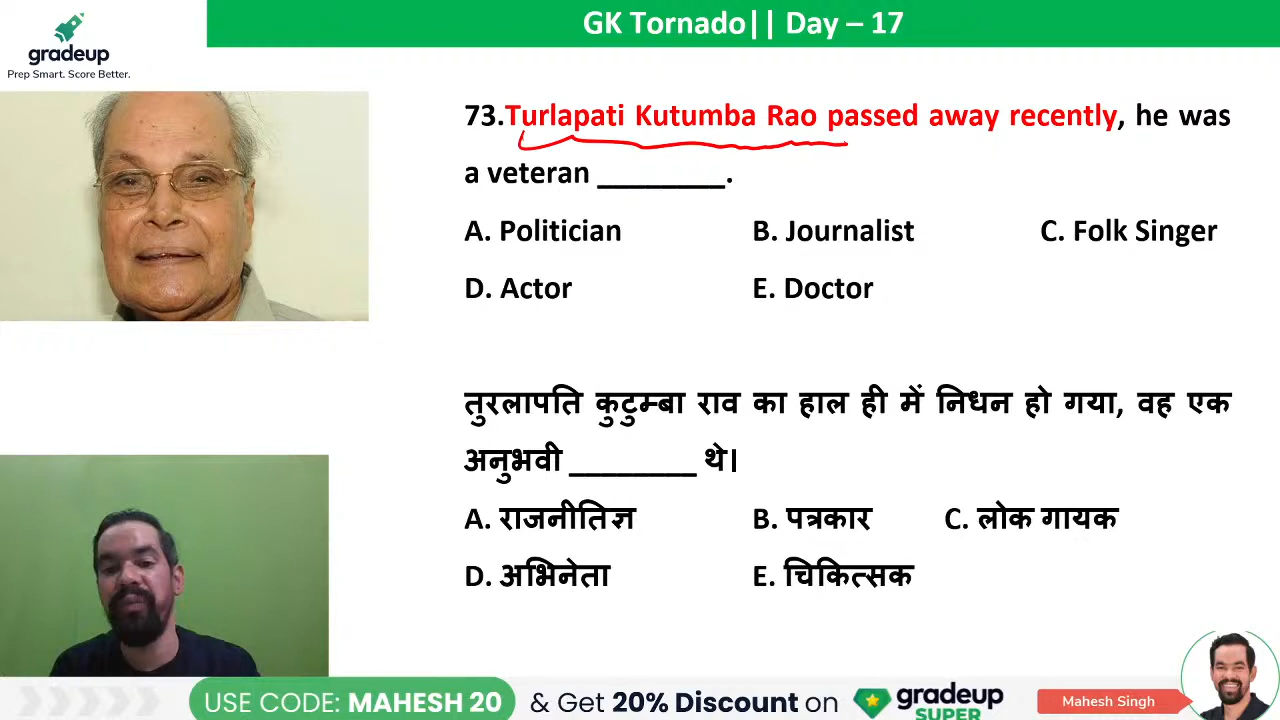 gradeup
Prep Smart. Score Better.
GK Tornado|| Day – 17
73.Turlapati Kutumba Rao passed away recently, he was
a veteran ________.
A. Politician B. Journalist C. Folk Singer
D. Actor E. Doctor
तुरलापति कुटुम्बा राव का हाल ही में निधन हो गया, वह एक
अनुभवी ________ थे।
A. राजनीतिज्ञ B. पत्रकार C. लोक गायक
D. अभिनेता E. चिकित्सक
USE CODE: MAHESH 20 & Get 20% Discount on gradeup SUPER
Mahesh Singh